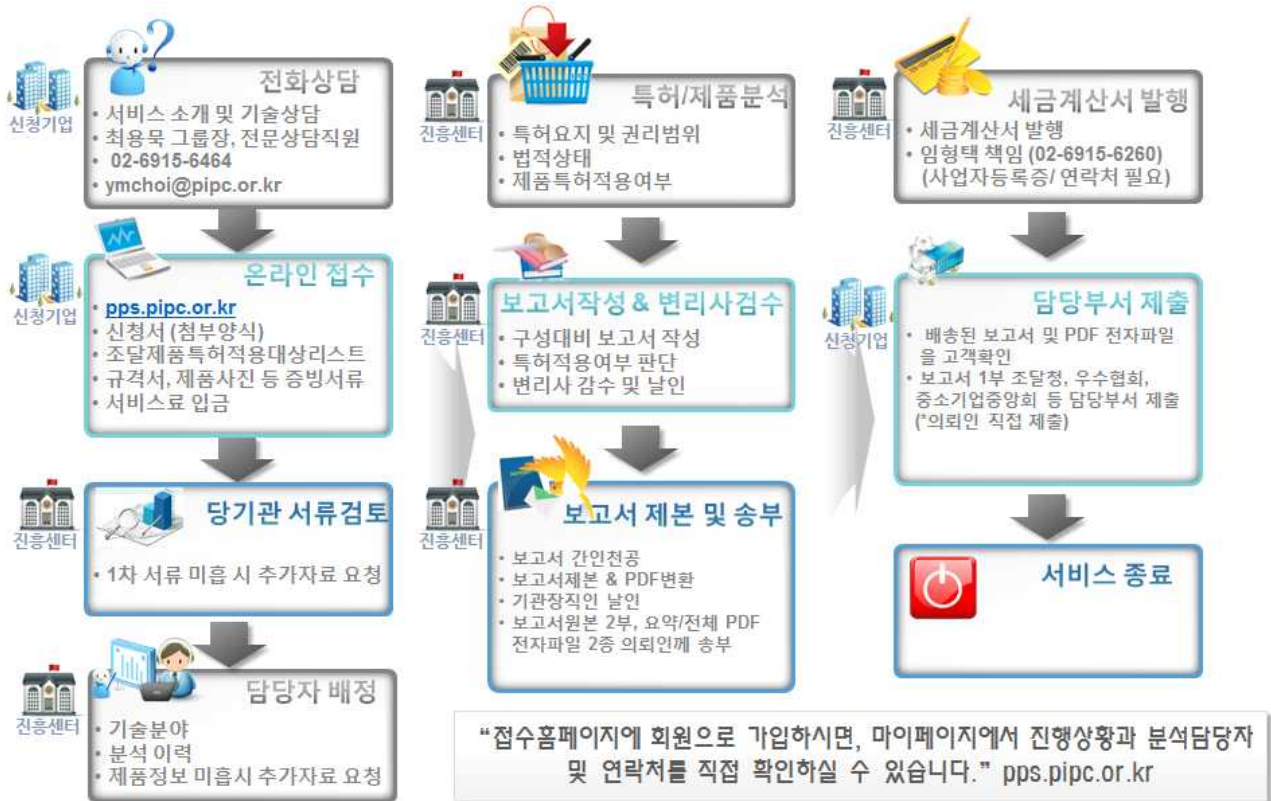 신청기업
전화상담
• 서비스 소개 및 기술상담
• 최용묵 그룹장, 전문상담직원
• 02-6915-6464
• ymchoi@pipc.or.kr
신청기업
온라인 접수
• pps.pipc.or.kr
• 신청서 (첨부양식)
• 조달제품특허적용대상리스트
• 규격서, 제품사진 등 증빙서류
• 서비스료 입금
진흥센터
당기관 서류검토
• 1차 서류 미흡 시 추가자료 요청
진흥센터
담당자 배정
• 기술분야
• 분석 이력
• 제품정보 미흡시 추가자료 요청
진흥센터
특허/제품분석
• 특허요지 및 권리범위
• 법적상태
• 제품특허적용여부
진흥센터
보고서작성 & 변리사검수
• 구성대비 보고서 작성
• 특허적용여부 판단
• 변리사 감수 및 날인
진흥센터
보고서 제본 및 송부
• 보고서 간인천공
• 보고서제본 & PDF변환
• 기관장직인 날인
• 보고서원본 2부, 요약/전체 PDF
전자파일 2종 의뢰인께 송부
진흥센터
세금계산서 발행
• 세금계산서 발행
• 임형택 책임 (02-6915-6260)
(사업자등록증/ 연락처 필요)
신청기업
담당부서 제출
• 배송된 보고서 및 PDF 전자파일
을 고객확인
• 보고서 1부 조달청, 우수협회,
중소기업중앙회 등 담당부서 제출
(*의뢰인 직접 제출)
서비스 종료
“접수홈페이지에 회원으로 가입하시면, 마이페이지에서 진행상황과 분석담당자
및 연락처를 직접 확인하실 수 있습니다.” pps.pipc.or.kr